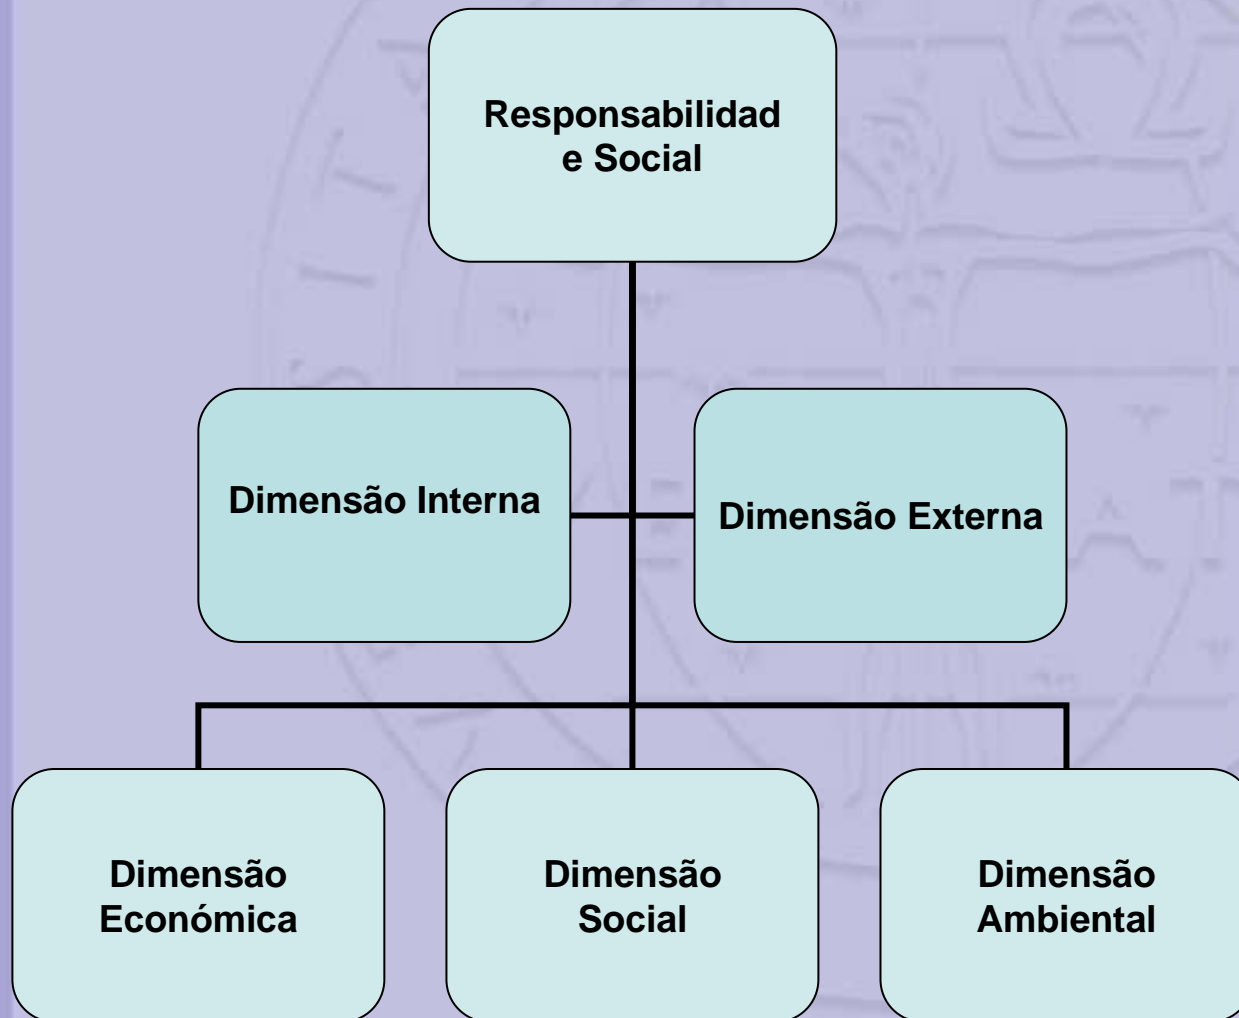 Responsabilidad
e Social
Dimensão Interna
Dimensão Externa
Dimensão
Económica
Dimensão
Social
Dimensão
Ambiental